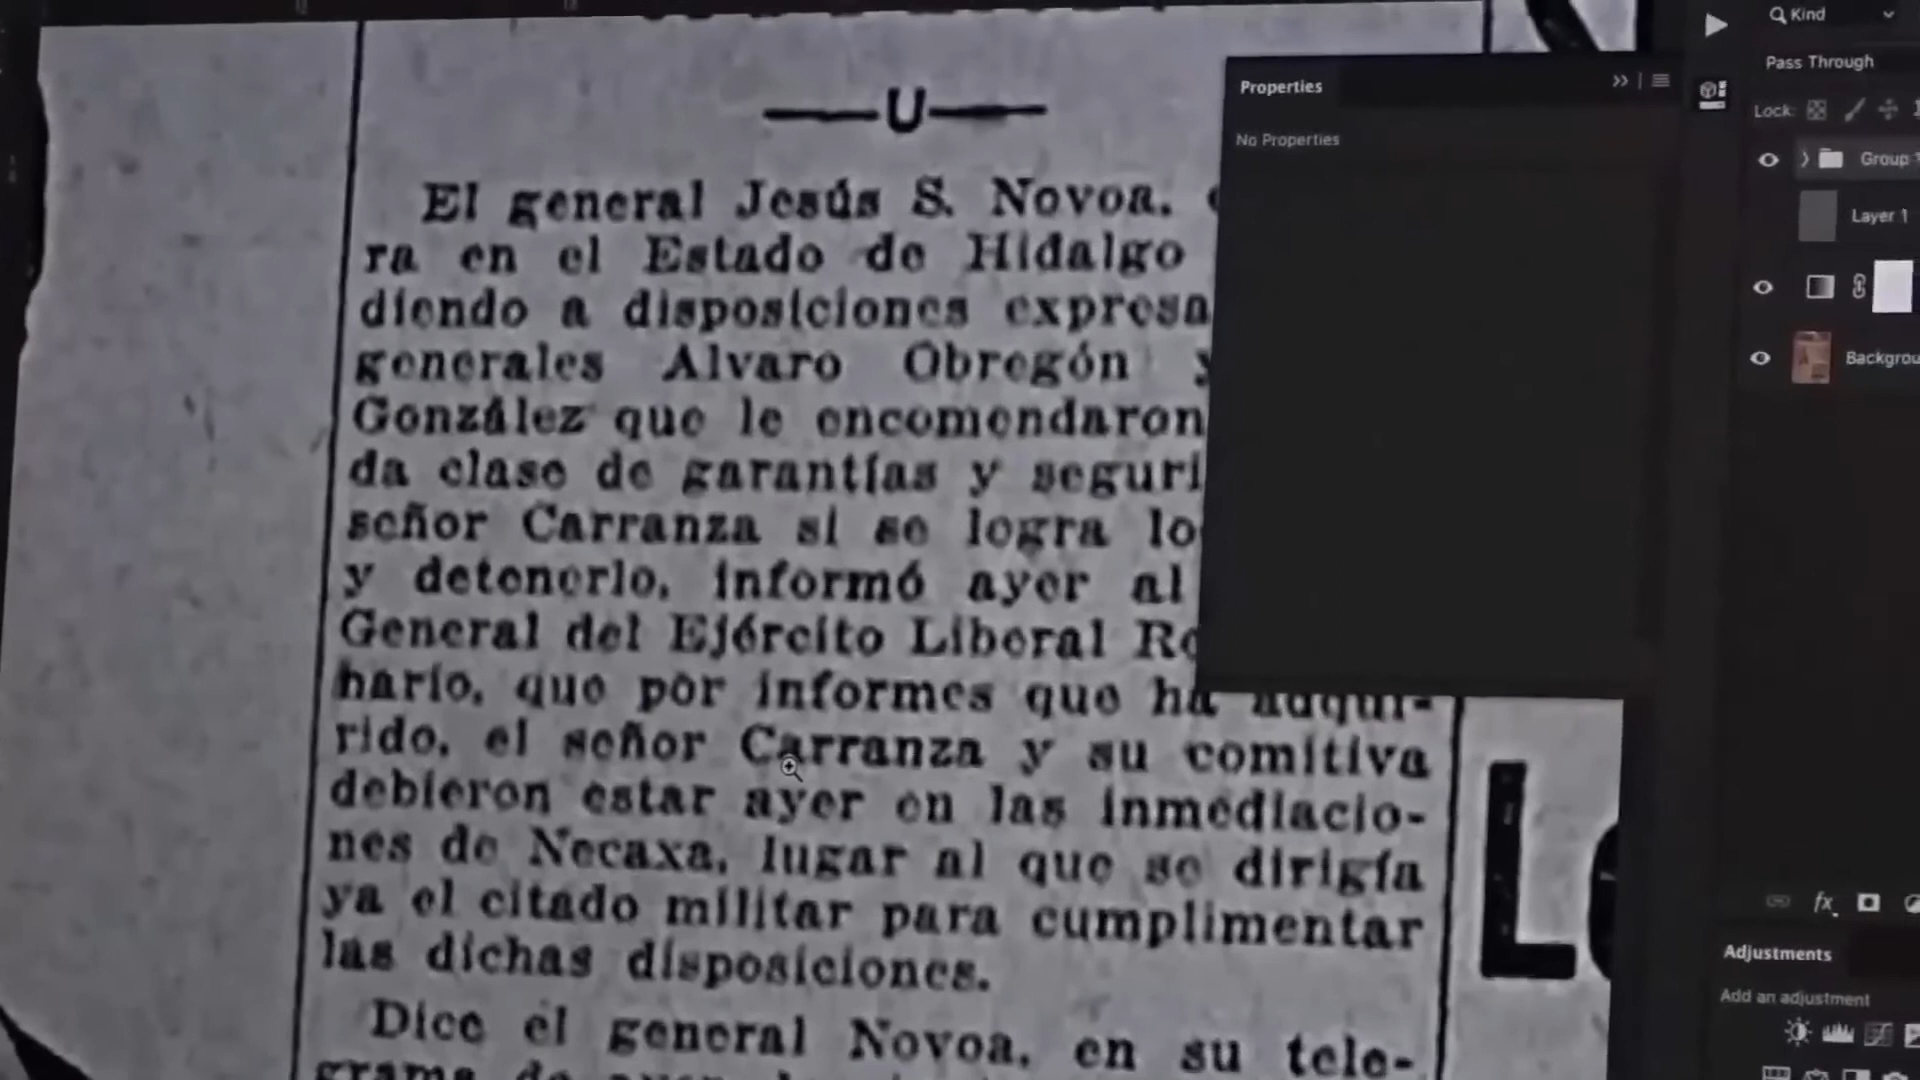 U
El general Jesús S. Novoa,
ra en el Estado de Hidalgo
diendo a disposiciones expresa
generales Alvaro Obregón y
González que le encomendaron
da clase de garantías y seguri
señor Carranza si se logra lo
y detenerlo, informó ayer al
General del Ejército Liberal Re
hario, que por informes que ha adqui-
rido, el señor Carranza y su comitiva
debieron estar ayer en las inmediacio-
nes de Necaxa, lugar al que se dirigía
ya el citado militar para cumplimentar
las dichas disposiciones.
Dice el general Novoa, en su tele-
grama de ayer
Properties
No Properties
Kind
Pass Through
Lock:
Group 1
Layer 1
Backgrou
fx
Adjustments
Add an adjustment